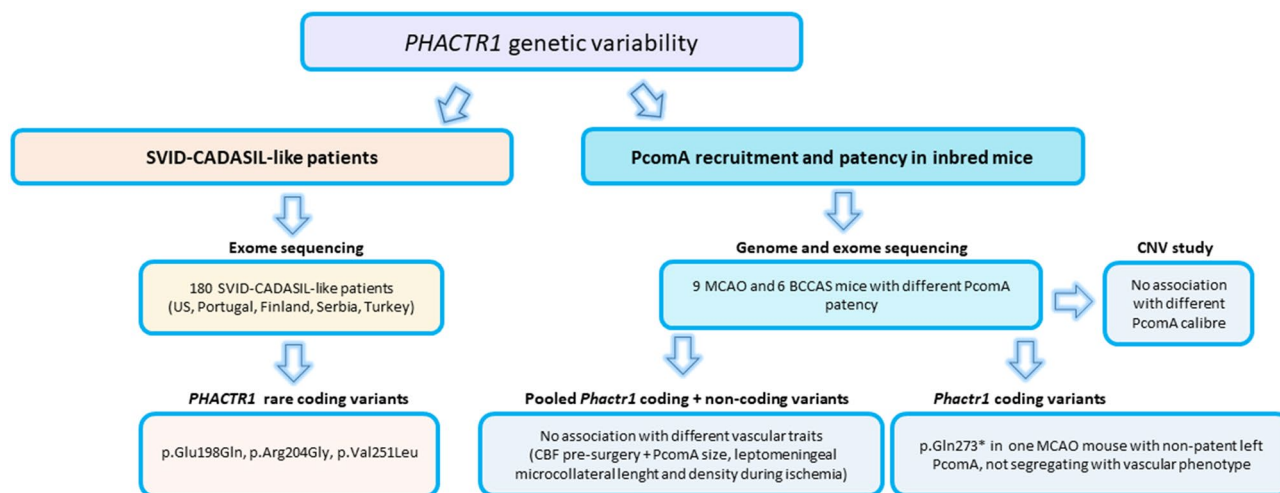 PHACTR1 genetic variability
SVID-CADASIL-like patients
PcomA recruitment and patency in inbred mice
Exome sequencing
180 SVID-CADASIL-like patients
(US, Portugal, Finland, Serbia, Turkey)
PHACTR1 rare coding variants
p.Glu198Gln, p.Arg204Gly, p.Val251Leu
Genome and exome sequencing
9 MCAO and 6 BCCAS mice with different PcomA
patency
CNV study
No association
with different
PcomA calibre
Pooled Phactr1 coding + non-coding variants
No association with different vascular traits
(CBF pre-surgery + PcomA size, leptomeningeal
microcollateral lenght and density during ischemia)
Phactr1 coding variants
p.Gln273* in one MCAO mouse with non-patent left
PcomA, not segregating with vascular phenotype